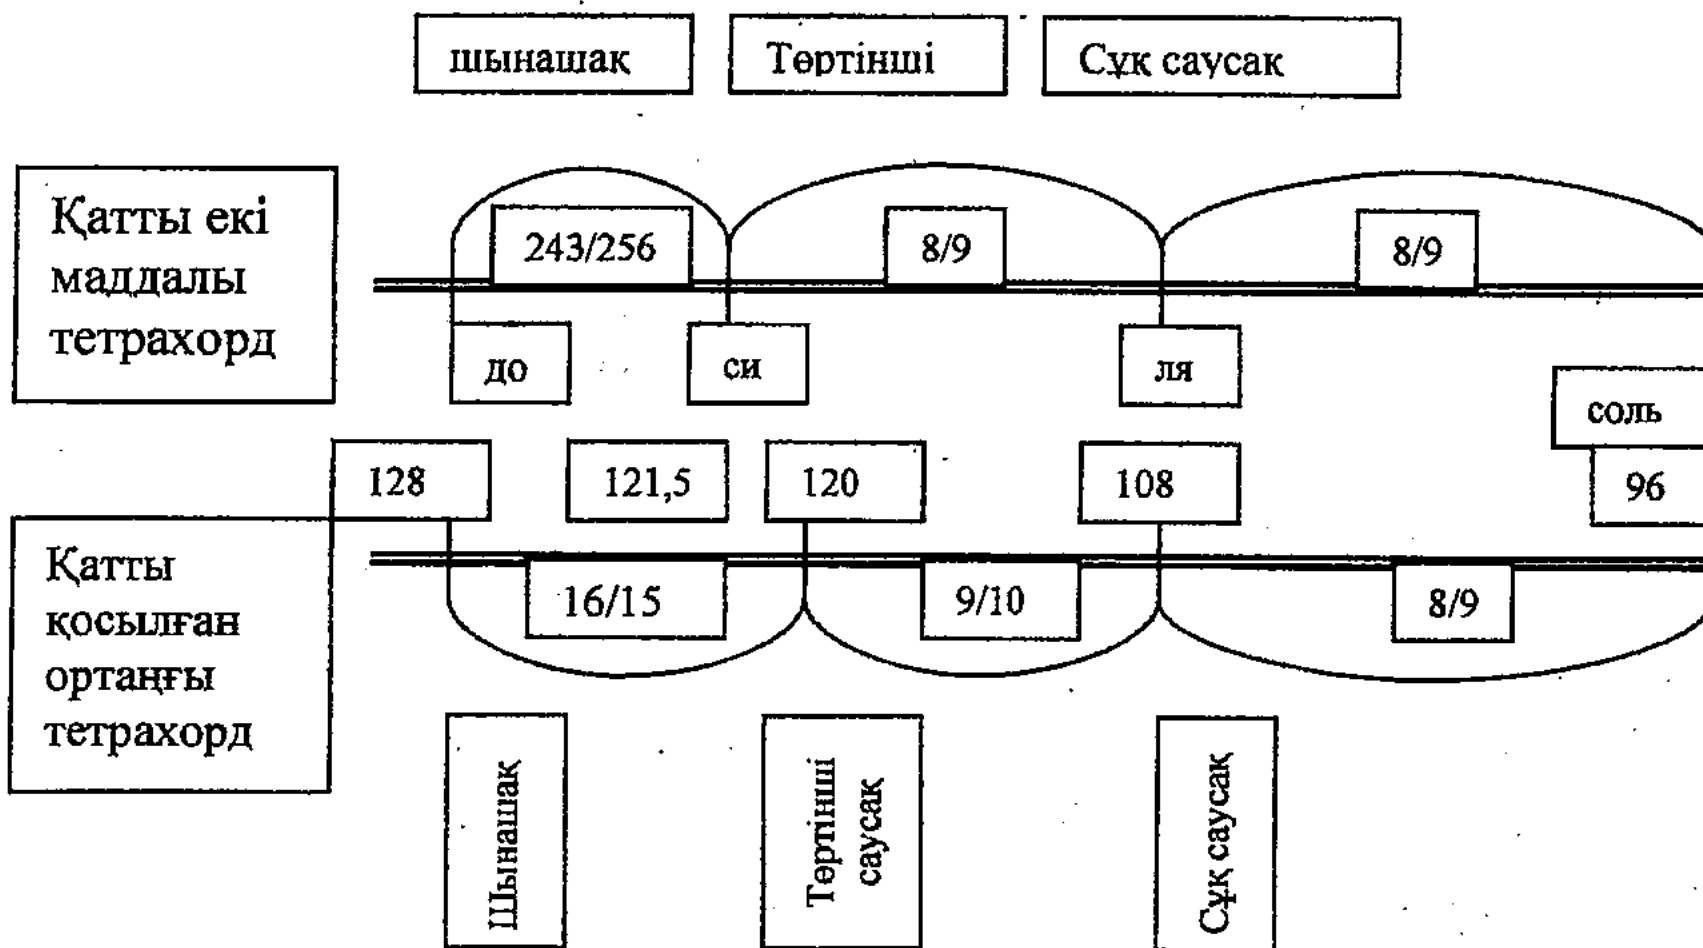 шынашақ
Төртінші
Сұқ саусақ
Қатты екі
маддалы
тетрахорд
243/256
8/9
8/9
до
си
ля
соль
128
121,5
120
108
96
Қатты
қосылған
ортаңғы
тетрахорд
16/15
9/10
8/9
Шынашақ
Төртінші
саусақ
Сұқ саусақ